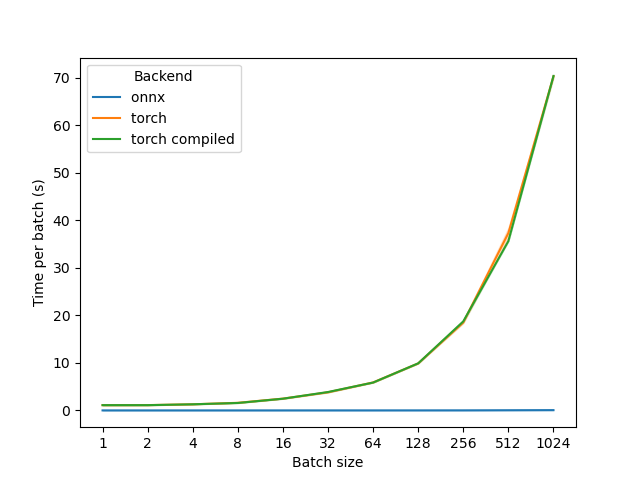 Backend
onnx
torch
torch compiled
Time per batch (s)
70
60
50
40
30
20
10
0
1 2 4 8 16 32 64 128 256 512 1024
Batch size